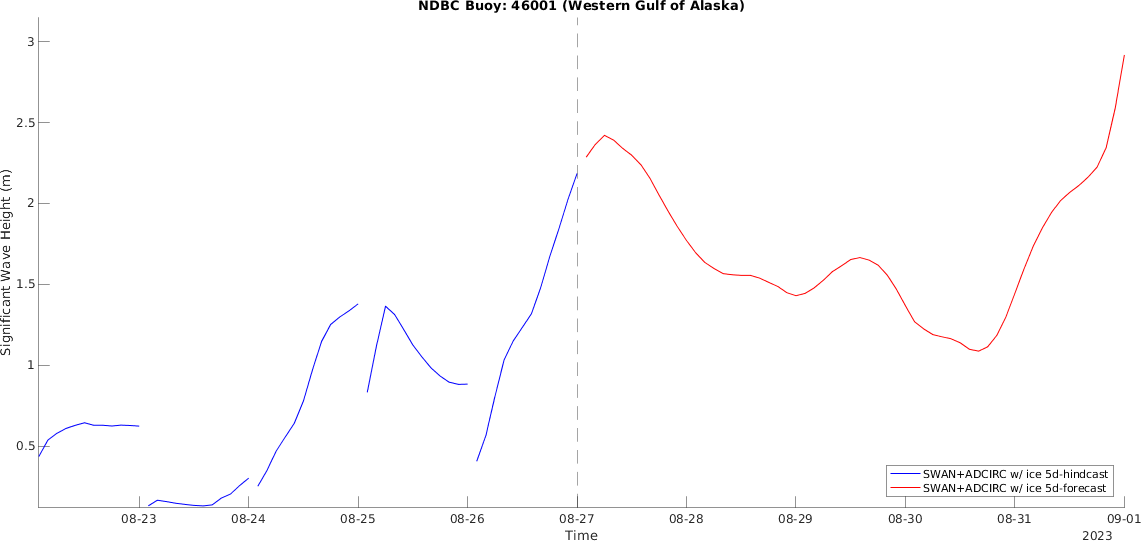 NDBC Buoy: 46001 (Western Gulf of Alaska)
Significant Wave Height (m)
3
2.5
2
1.5
1
0.5
SWAN+ADCIRC w/ ice 5d-hindcast
SWAN+ADCIRC w/ ice 5d-forecast
08-23 08-24 08-25 08-26 08-27 08-28 08-29 08-30 08-31 09-01
Time
2023